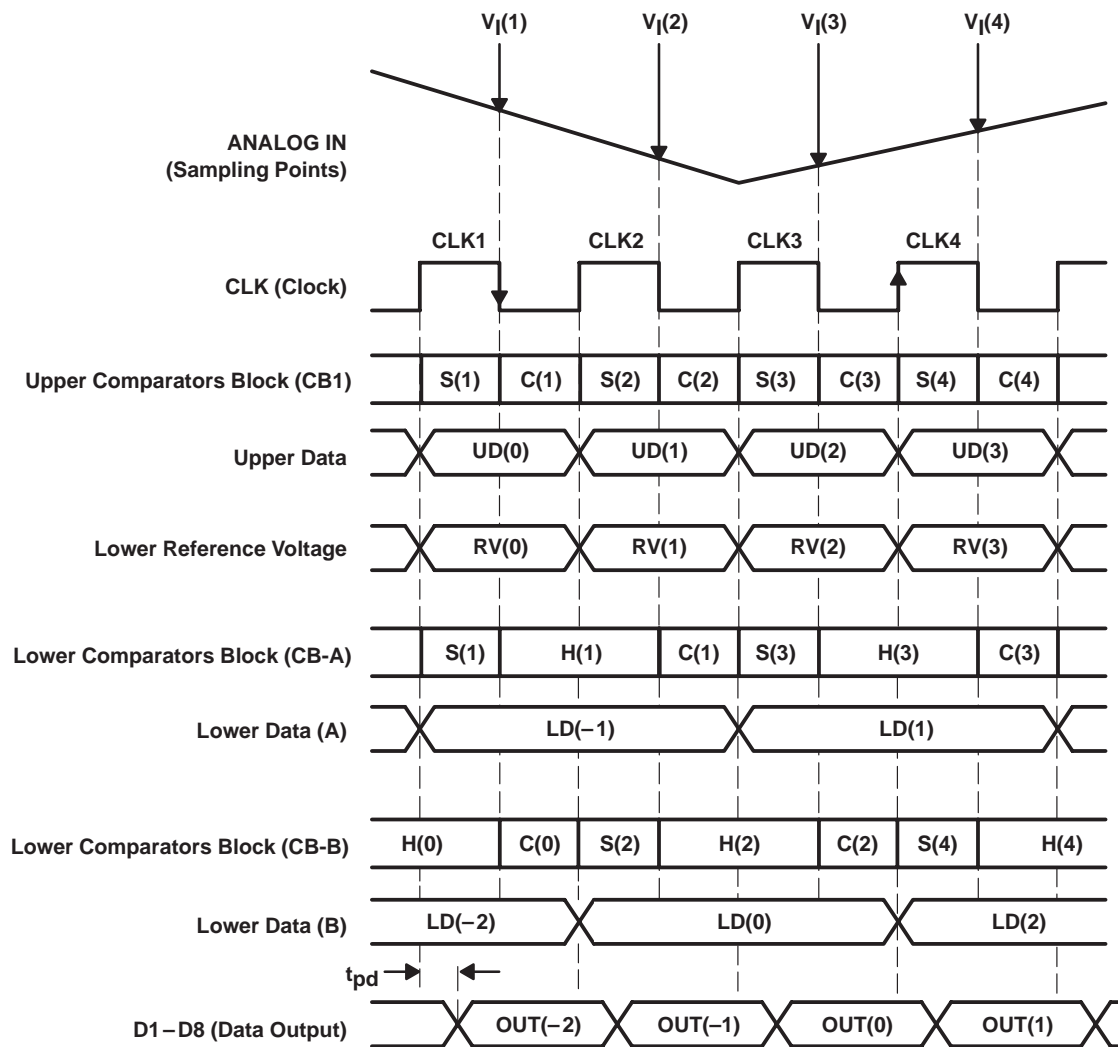 VI(1) VI(2) VI(3) VI(4)
ANALOG IN
(Sampling Points)
CLK1 CLK2 CLK3 CLK4
CLK (Clock)
Upper Comparators Block (CB1) S(1) C(1) S(2) C(2) S(3) C(3) S(4) C(4)
Upper Data UD(0) UD(1) UD(2) UD(3)
Lower Reference Voltage RV(0) RV(1) RV(2) RV(3)
Lower Comparators Block (CB-A) S(1) H(1) C(1) S(3) H(3) C(3)
Lower Data (A) LD(–1) LD(1)
Lower Comparators Block (CB-B) H(0) C(0) S(2) H(2) C(2) S(4) H(4)
Lower Data (B) LD(–2) LD(0) LD(2)
tpd
D1–D8 (Data Output) OUT(–2) OUT(–1) OUT(0) OUT(1)